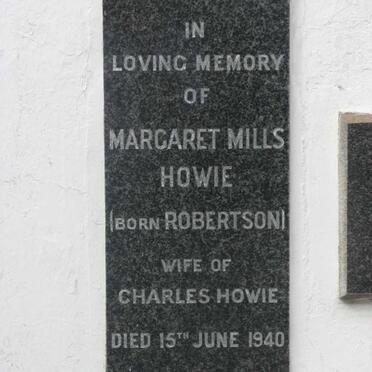 IN
LOVING MEMORY
OF
MARGARET MILLS
HOWIE
(BORN ROBERTSON)
WIFE OF
CHARLES HOWIE
DIED 15TH JUNE 1940